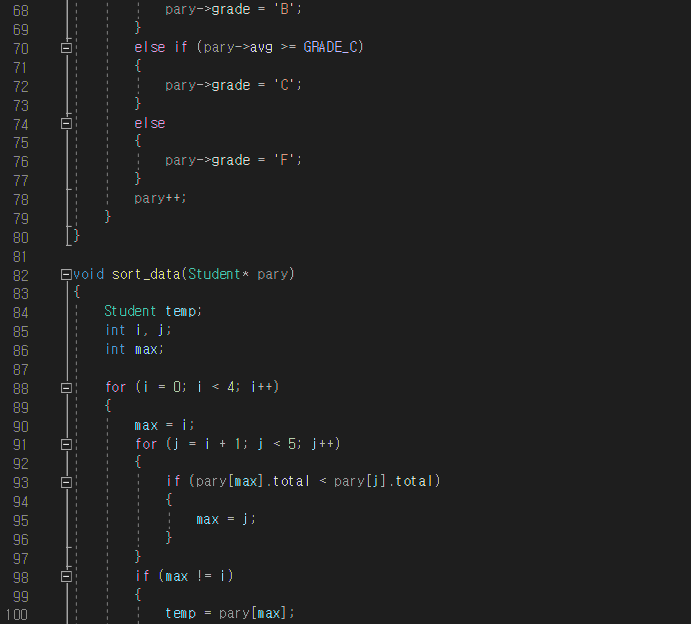 68 pary->grade = 'B';
69 }
70 else if (pary->avg >= GRADE_C)
71 {
72 pary->grade = 'C';
73 }
74 else
75 {
76 pary->grade = 'F';
77 }
78 pary++;
79 }
80 }
81
82 void sort_data(Student* pary)
83 {
84 Student temp;
85 int i, j;
86 int max;
87
88 for (i = 0; i < 4; i++)
89 {
90 max = i;
91 for (j = i + 1; j < 5; j++)
92 {
93 if (pary[max].total < pary[j].total)
94 {
95 max = j;
96 }
97 }
98 if (max != i)
99 {
100 temp = pary[max];